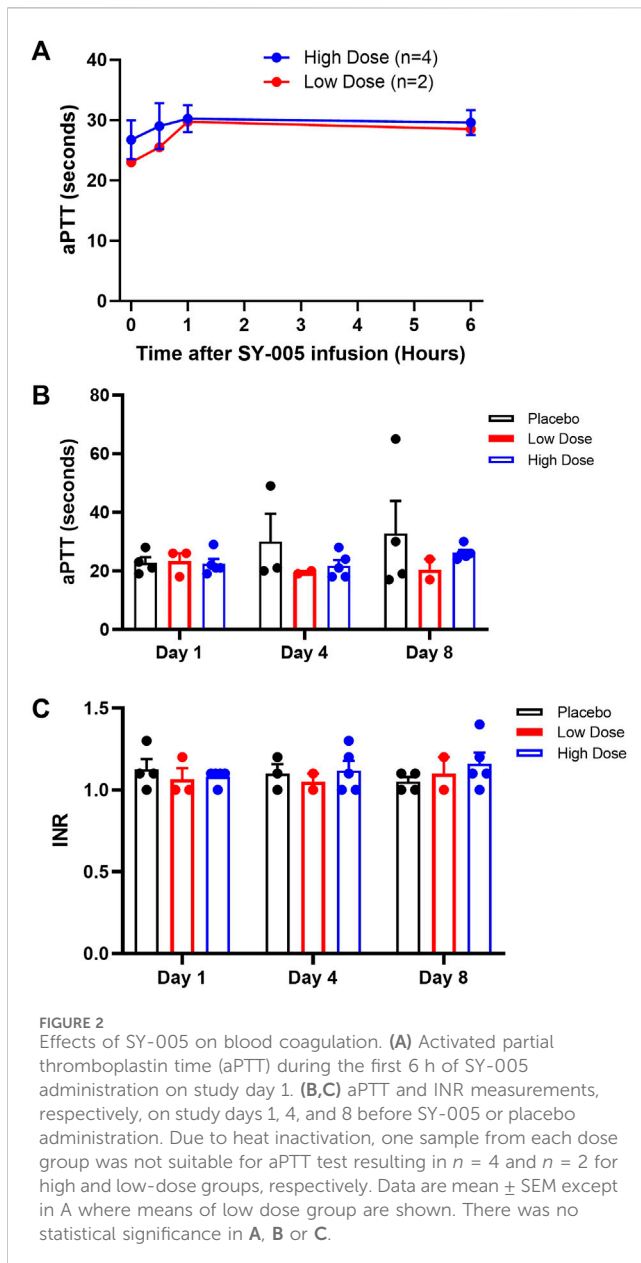 A
High Dose (n=4)
Low Dose (n=2)
aPTT (seconds)
40
30
20
10
0
0 1 2 3 4 5 6
Time after SY-005 infusion (Hours)
B
Placebo
Low Dose
High Dose
aPTT (seconds)
80
60
40
20
0
Day 1 Day 4 Day 8
C
Placebo
Low Dose
High Dose
INR
1.5
1.0
0.5
0.0
Day 1 Day 4 Day 8
FIGURE 2
Effects of SY-005 on blood coagulation. (A) Activated partial
thromboplastin time (aPTT) during the first 6 h of SY-005
administration on study day 1. (B,C) aPTT and INR measurements,
respectively, on study days 1, 4, and 8 before SY-005 or placebo
administration. Due to heat inactivation, one sample from each dose
group was not suitable for aPTT test resulting in n = 4 and n = 2 for
high and low-dose groups, respectively. Data are mean ± SEM except
in A where means of low dose group are shown. There was no
statistical significance in A, B or C.